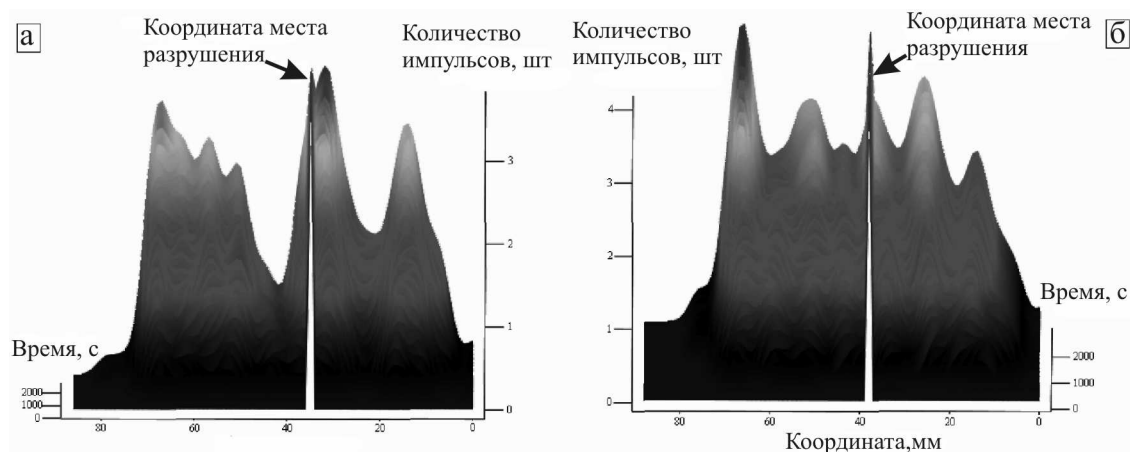 а
Координата места
разрушения
Количество
импульсов, шт
3
2
1
0
Время, с
2000
1000
0
80
60
40
20
0
Количество
импульсов, шт
Координата места
разрушения
б
4
3
2
1
0
Время, с
2000
1000
0
80
60
40
20
0
Координата,мм